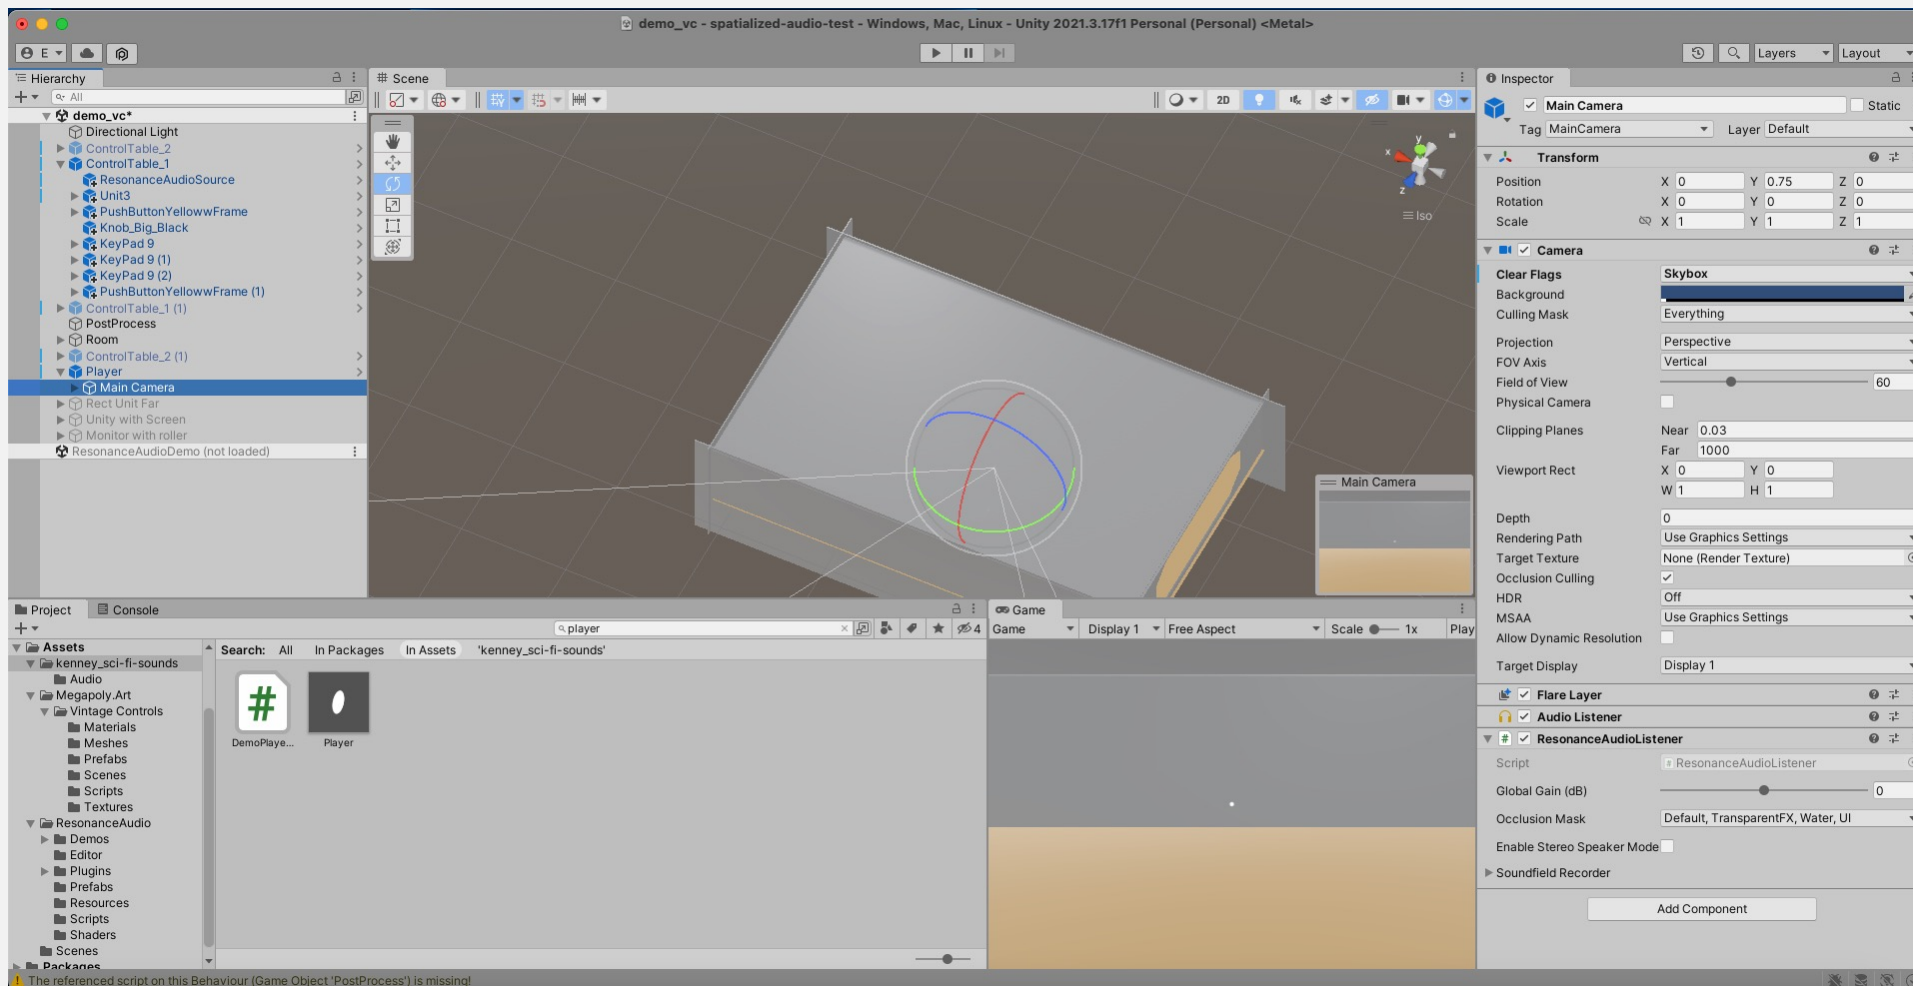 demo_vc - spatialized-audio-test - Windows, Mac, Linux - Unity 2021.3.17f1 Personal (Personal) <Metal>
E
Layers
Layout
Hierarchy
All
demo_vc*
Directional Light
ControlTable_2
ControlTable_1
ResonanceAudioSource
Unit3
PushButtonYellowwFrame
Knob_Big_Black
KeyPad 9
KeyPad 9 (1)
KeyPad 9 (2)
PushButtonYellowwFrame (1)
ControlTable_1 (1)
PostProcess
Room
ControlTable_2 (1)
Player
Main Camera
Rect Unit Far
Unity with Screen
Monitor with roller
ResonanceAudioDemo (not loaded)
Scene
2D
y
x
z
Iso
Main Camera
Inspector
Main Camera
Static
Tag MainCamera Layer Default
Transform
Position X 0 Y 0.75 Z 0
Rotation X 0 Y 0 Z 0
Scale X 1 Y 1 Z 1
Camera
Clear Flags Skybox
Background
Culling Mask Everything
Projection Perspective
FOV Axis Vertical
Field of View 60
Physical Camera
Clipping Planes Near 0.03
Far 1000
Viewport Rect X 0 Y 0
W 1 H 1
Depth 0
Rendering Path Use Graphics Settings
Target Texture None (Render Texture)
Occlusion Culling
HDR Off
MSAA Use Graphics Settings
Allow Dynamic Resolution
Target Display Display 1
Flare Layer
Audio Listener
ResonanceAudioListener
Script ResonanceAudioListener
Global Gain (dB) 0
Occlusion Mask Default, TransparentFX, Water, UI
Enable Stereo Speaker Mode
Soundfield Recorder
Add Component
Project Console
player
4
Assets
kenney_sci-fi-sounds
Audio
Megapoly.Art
Vintage Controls
Materials
Meshes
Prefabs
Scenes
Scripts
Textures
ResonanceAudio
Demos
Editor
Plugins
Prefabs
Resources
Scripts
Shaders
Scenes
Packages
Search: All In Packages In Assets 'kenney_sci-fi-sounds'
DemoPlaye...
Player
Game
Game Display 1 Free Aspect Scale 1x Play
The referenced script on this Behaviour (Game Object 'PostProcess') is missing!